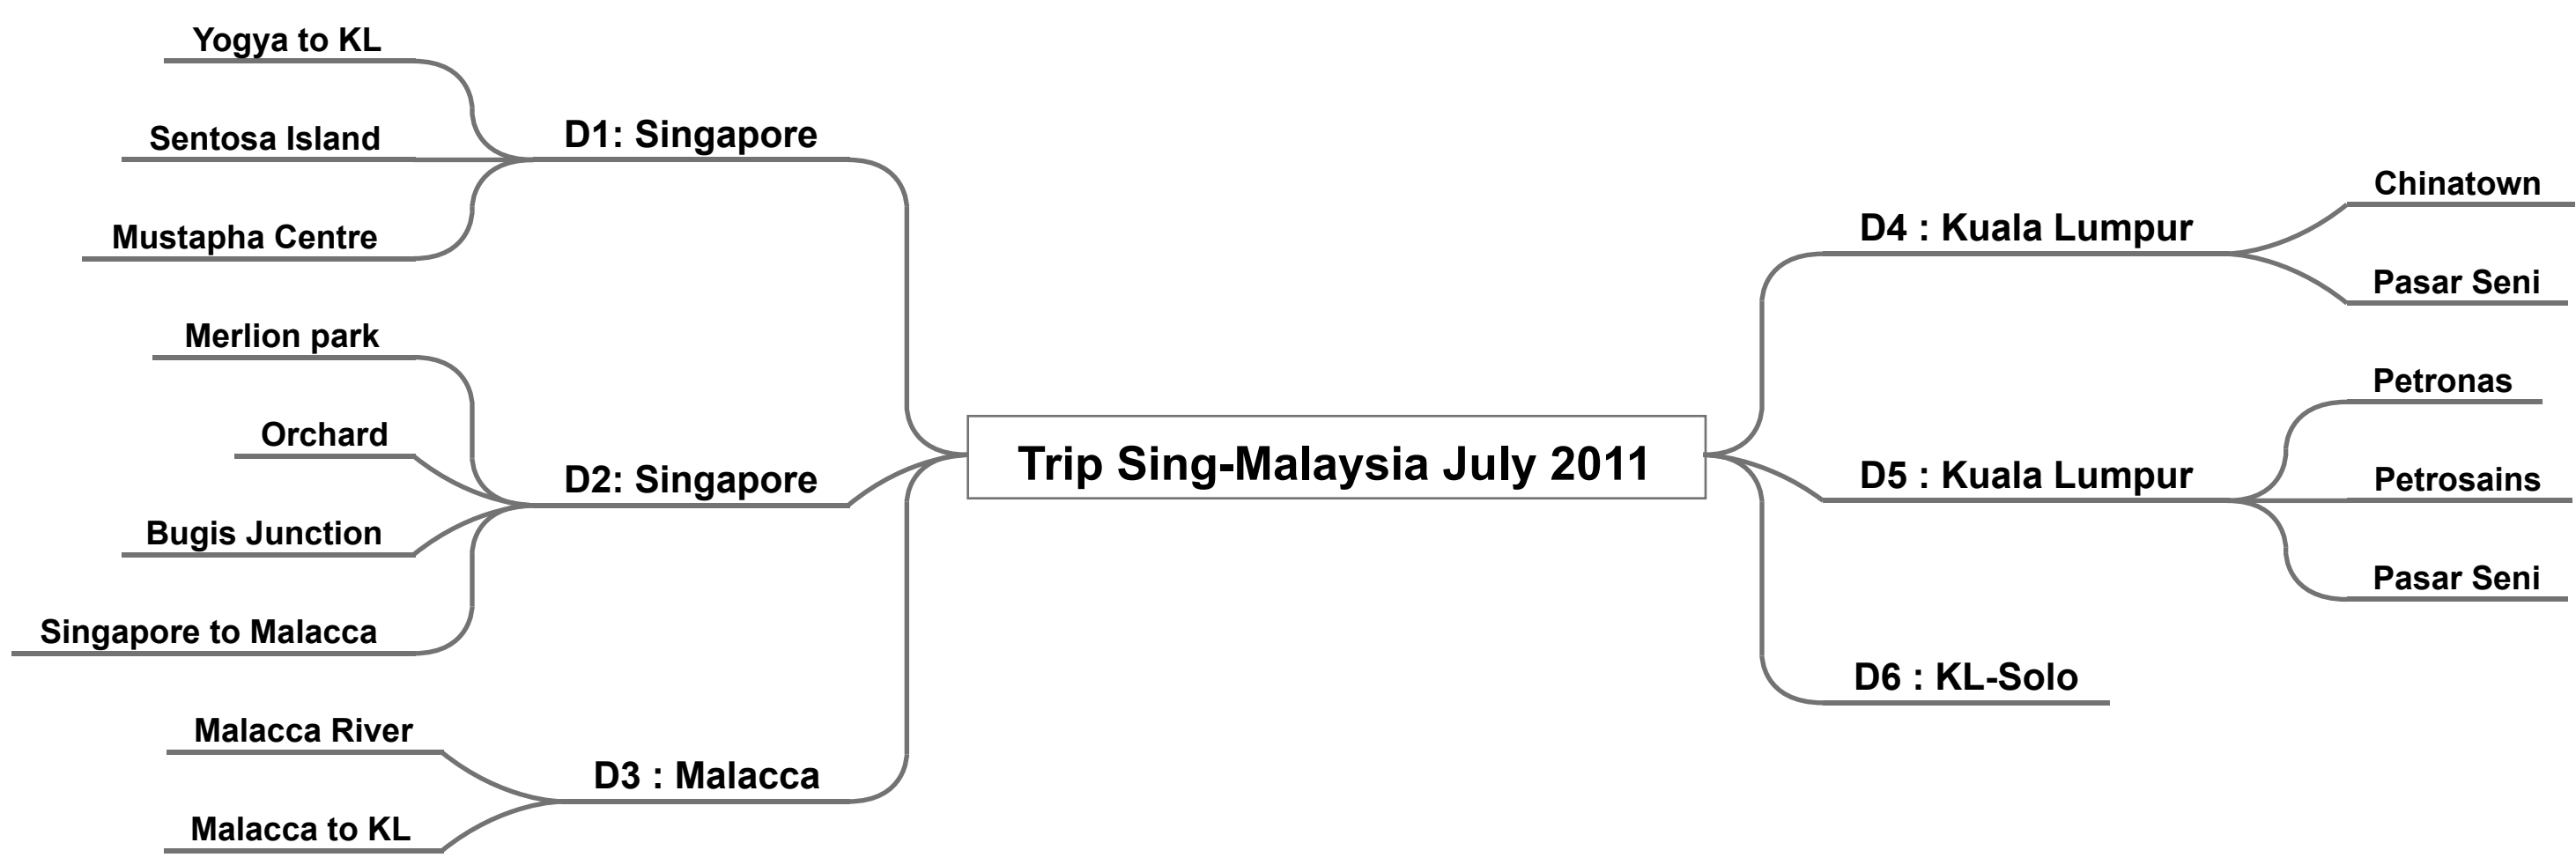 Trip Sing-Malaysia July 2011
D1: Singapore
Yogya to KL
Sentosa Island
Mustapha Centre
D2: Singapore
Merlion park
Orchard
Bugis Junction
Singapore to Malacca
D3 : Malacca
Malacca River
Malacca to KL
D4 : Kuala Lumpur
Chinatown
Pasar Seni
D5 : Kuala Lumpur
Petronas
Petrosains
Pasar Seni
D6 : KL-Solo